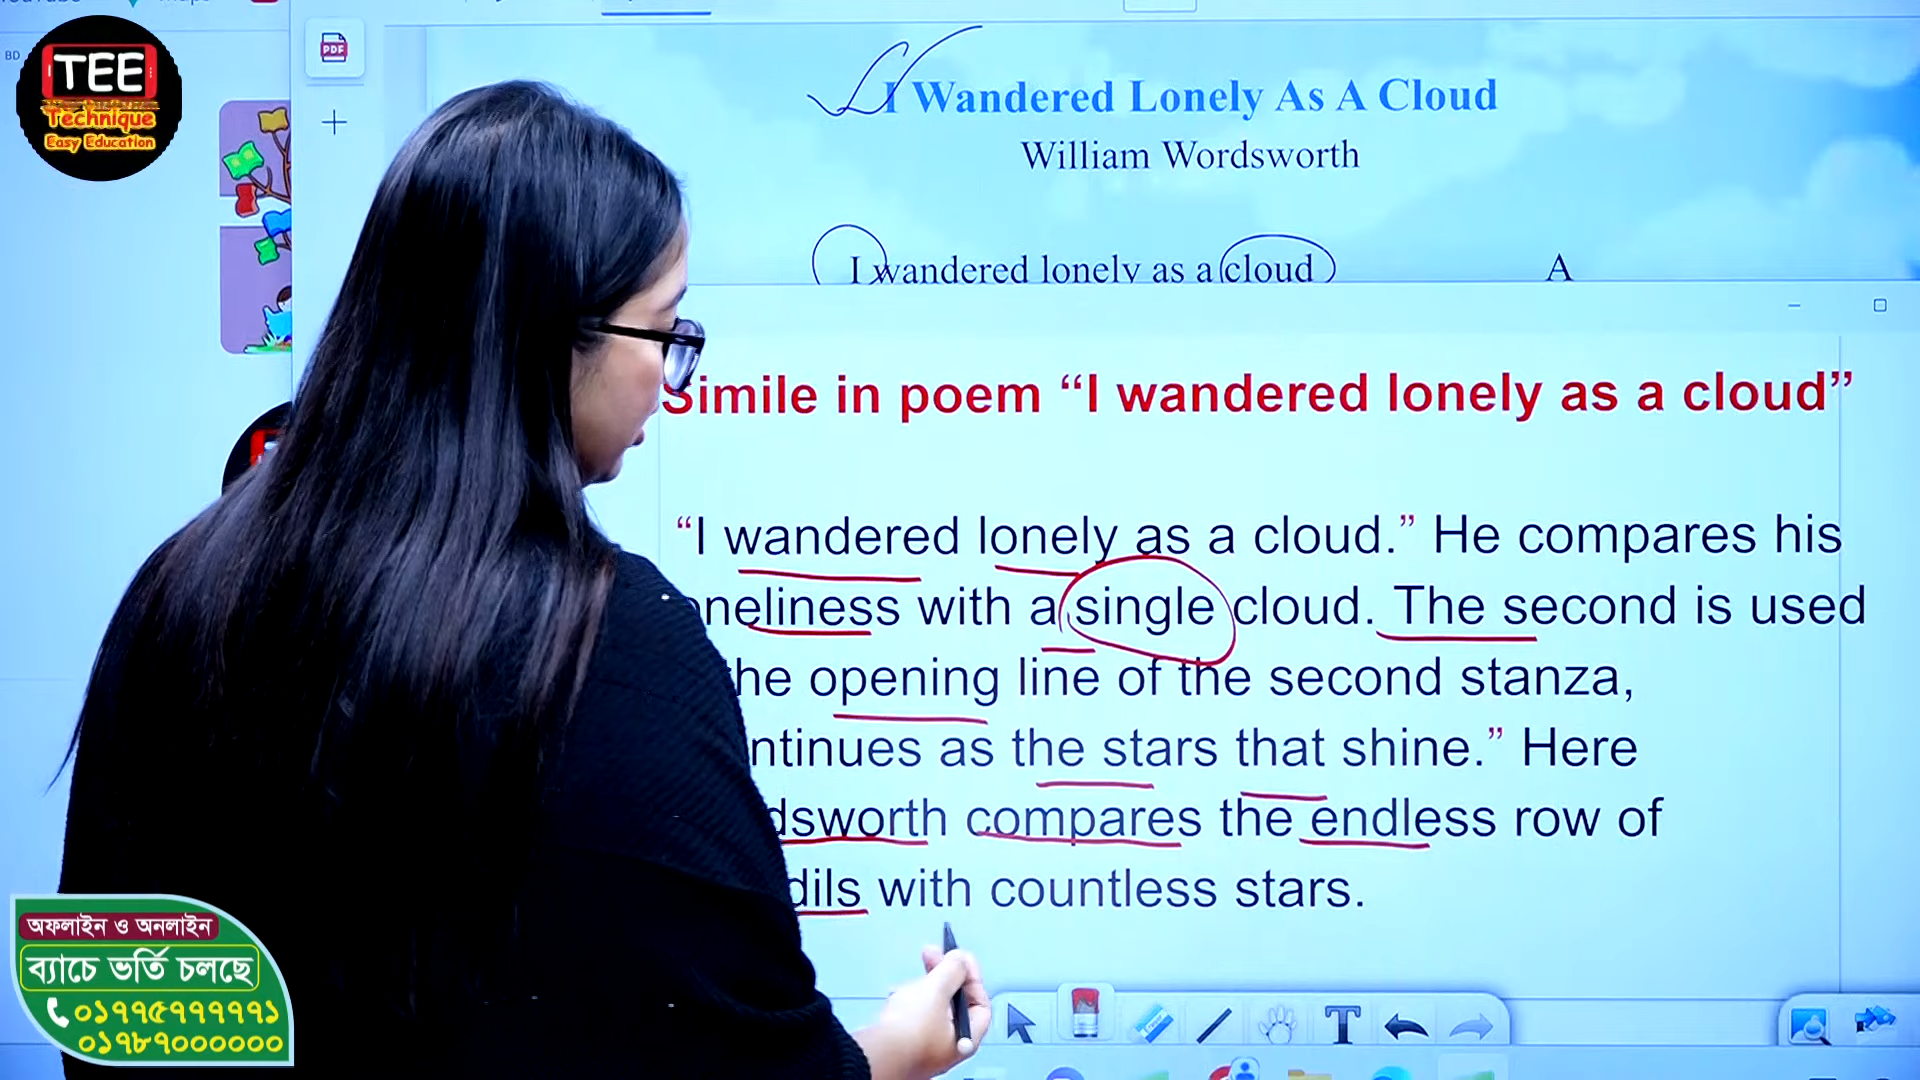 TEE
Technique
Easy Education
BD
PDF
I Wandered Lonely As A Cloud
William Wordsworth
I wandered lonely as a cloud A
Simile in poem “I wandered lonely as a cloud”
“I wandered lonely as a cloud.” He compares his
neliness with a single cloud. The second is used
he opening line of the second stanza,
ntinues as the stars that shine.” Here
dsworth compares the endless row of
dils with countless stars.
T
অফলাইন ও অনলাইন
ব্যাচে ভর্তি চলছে
০১৭৭৫৭৭৭৭৭১
০১৭৮৭০০০০০০